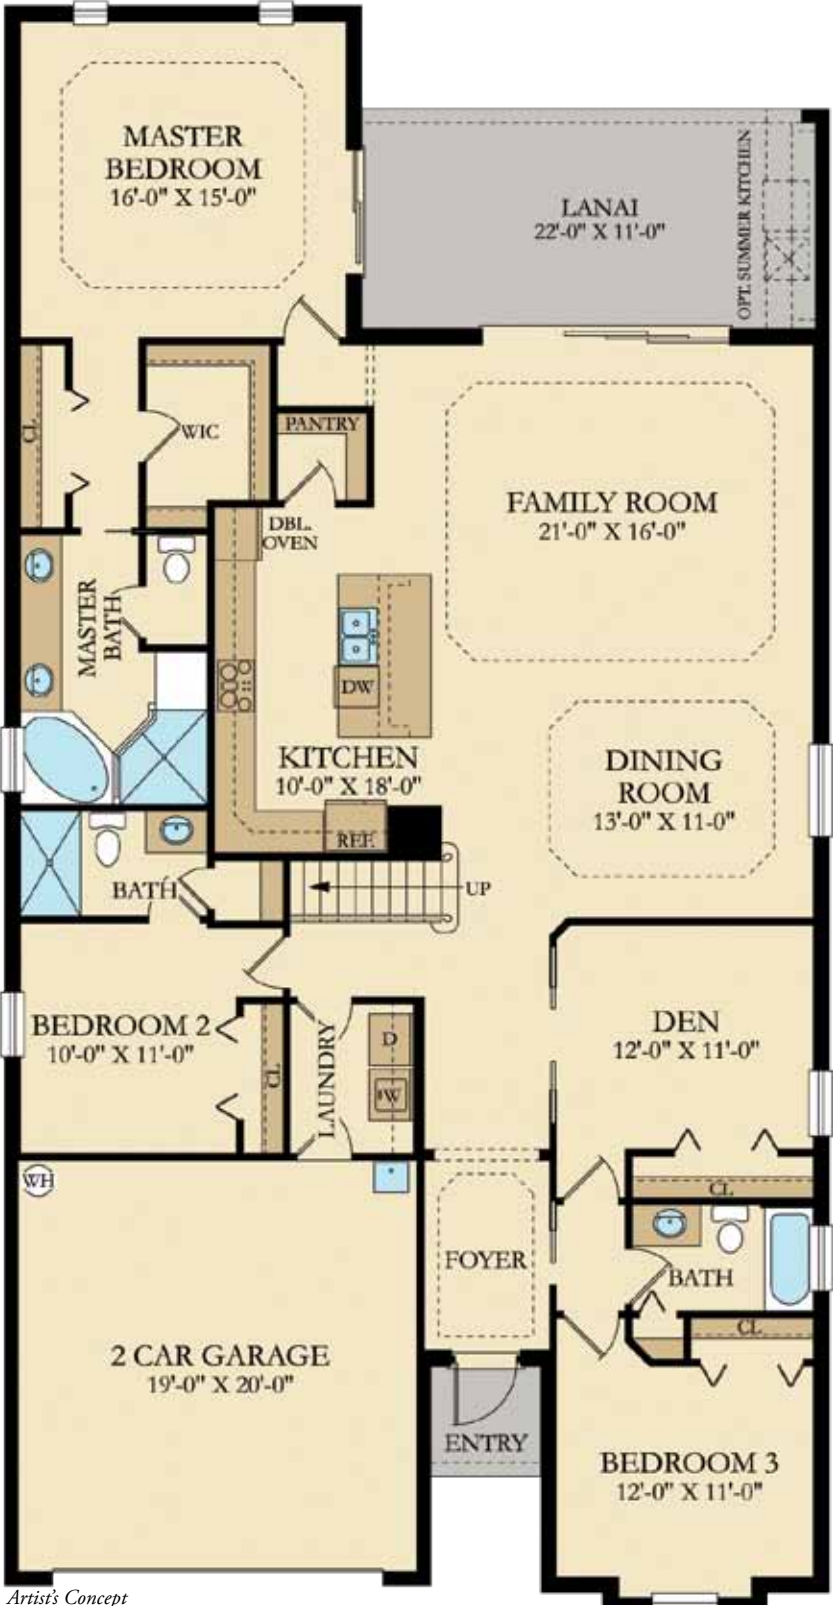 MASTER
BEDROOM
16'-0" X 15'-0"
LANAI
22'-0" X 11'-0"
OPT. SUMMER KITCHEN
CL
WIC
PANTRY
DBL.
OVEN
FAMILY ROOM
21'-0" X 16'-0"
MASTER
BATH
DW
KITCHEN
10'-0" X 18'-0"
DINING
ROOM
13'-0" X 11-0"
REF.
BATH
UP
BEDROOM 2
10'-0" X 11'-0"
CL
LAUNDRY
D
W
DEN
12'-0" X 11'-0"
CL
WH
FOYER
BATH
CL
2 CAR GARAGE
19'-0" X 20'-0"
ENTRY
BEDROOM 3
12'-0" X 11'-0"
Artist's Concept